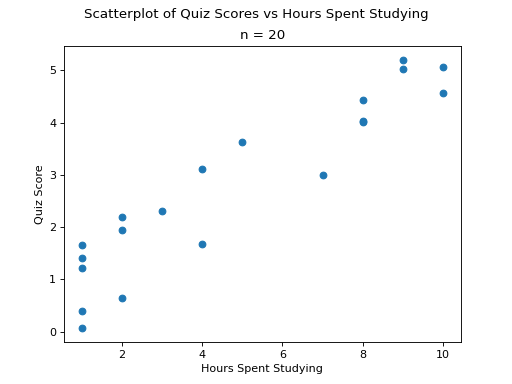 Scatterplot of Quiz Scores vs Hours Spent Studying
n = 20
5
4
3
2
1
0
Quiz Score
2 4 6 8 10
Hours Spent Studying